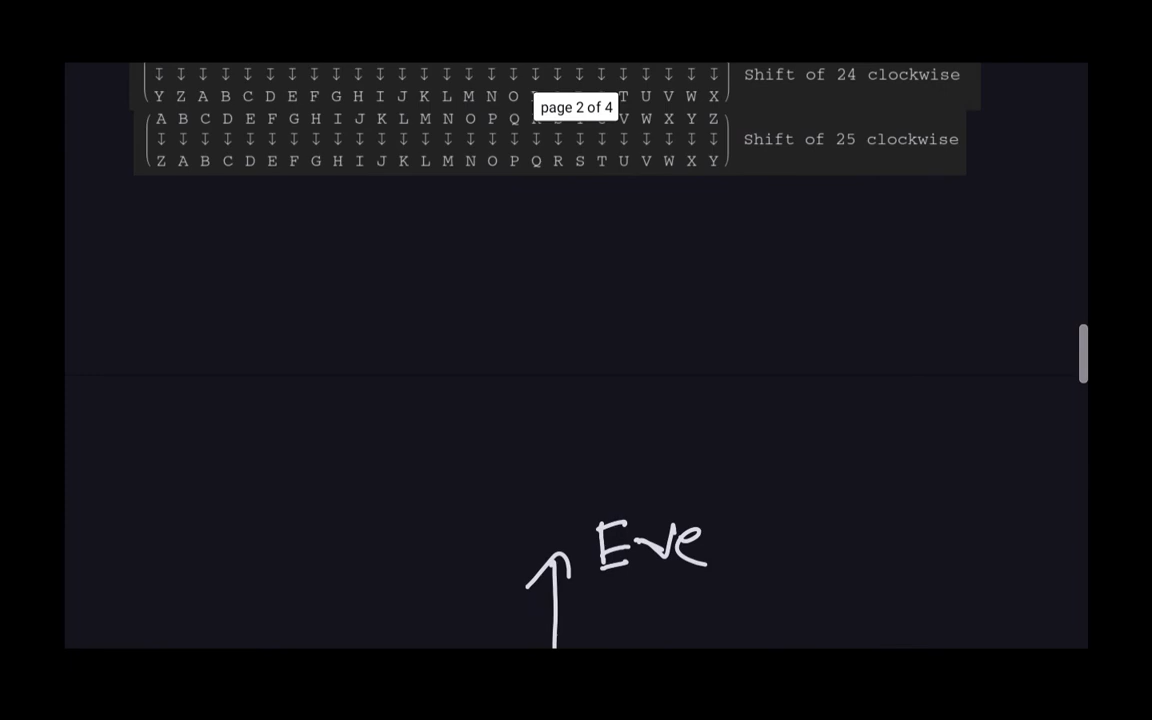 ↧ ↧ ↧ ↧ ↧ ↧ ↧ ↧ ↧ ↧ ↧ ↧ ↧ ↧ ↧ ↧ ↧ ↧ ↧ ↧ ↧ ↧ ↧ ↧ ↧ ↧ Shift of 24 clockwise
Y Z A B C D E F G H I J K L M N O T U V W X
page 2 of 4
A B C D E F G H I J K L M N O P Q V W X Y Z
↧ ↧ ↧ ↧ ↧ ↧ ↧ ↧ ↧ ↧ ↧ ↧ ↧ ↧ ↧ ↧ ↧ ↧ ↧ ↧ ↧ ↧ ↧ ↧ ↧ ↧ Shift of 25 clockwise
Z A B C D E F G H I J K L M N O P Q R S T U V W X Y
Eve